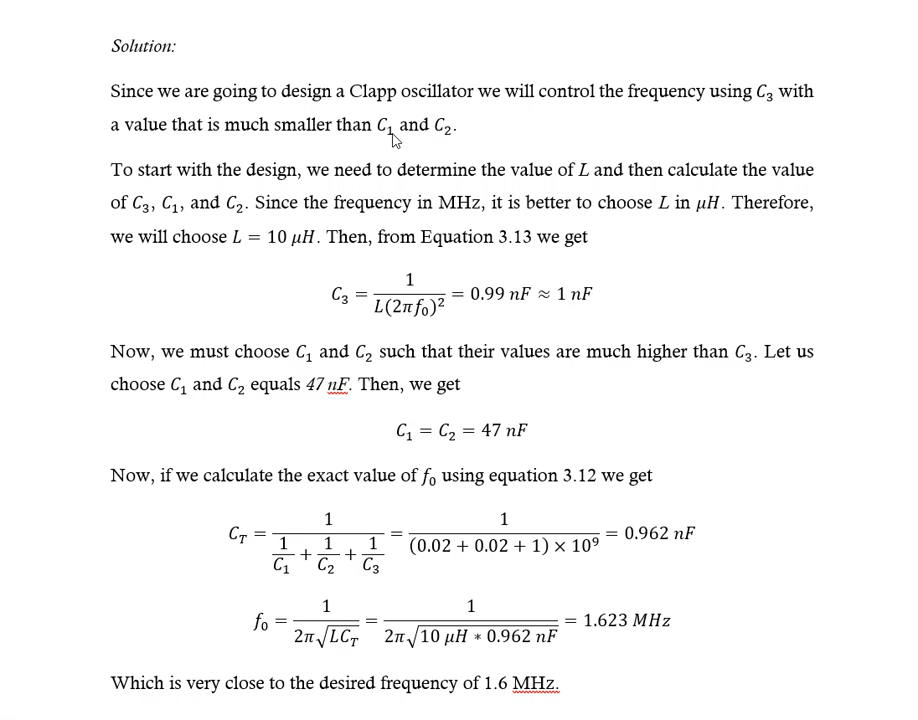 Solution:
Since we are going to design a Clapp oscillator we will control the frequency using C₃ with
a value that is much smaller than C₁ and C₂.
To start with the design, we need to determine the value of L and then calculate the value
of C₃, C₁, and C₂. Since the frequency in MHz, it is better to choose L in μH. Therefore,
we will choose L = 10 μH. Then, from Equation 3.13 we get
C₃ = 1 / (L(2πf₀)²) = 0.99 nF ≈ 1 nF
Now, we must choose C₁ and C₂ such that their values are much higher than C₃. Let us
choose C₁ and C₂ equals 47 nF. Then, we get
C₁ = C₂ = 47 nF
Now, if we calculate the exact value of f₀ using equation 3.12 we get
C_T = 1 / (1/C₁ + 1/C₂ + 1/C₃) = 1 / ((0.02 + 0.02 + 1) × 10⁹) = 0.962 nF
f₀ = 1 / (2π√(LC_T)) = 1 / (2π√(10 μH * 0.962 nF)) = 1.623 MHz
Which is very close to the desired frequency of 1.6 MHz.